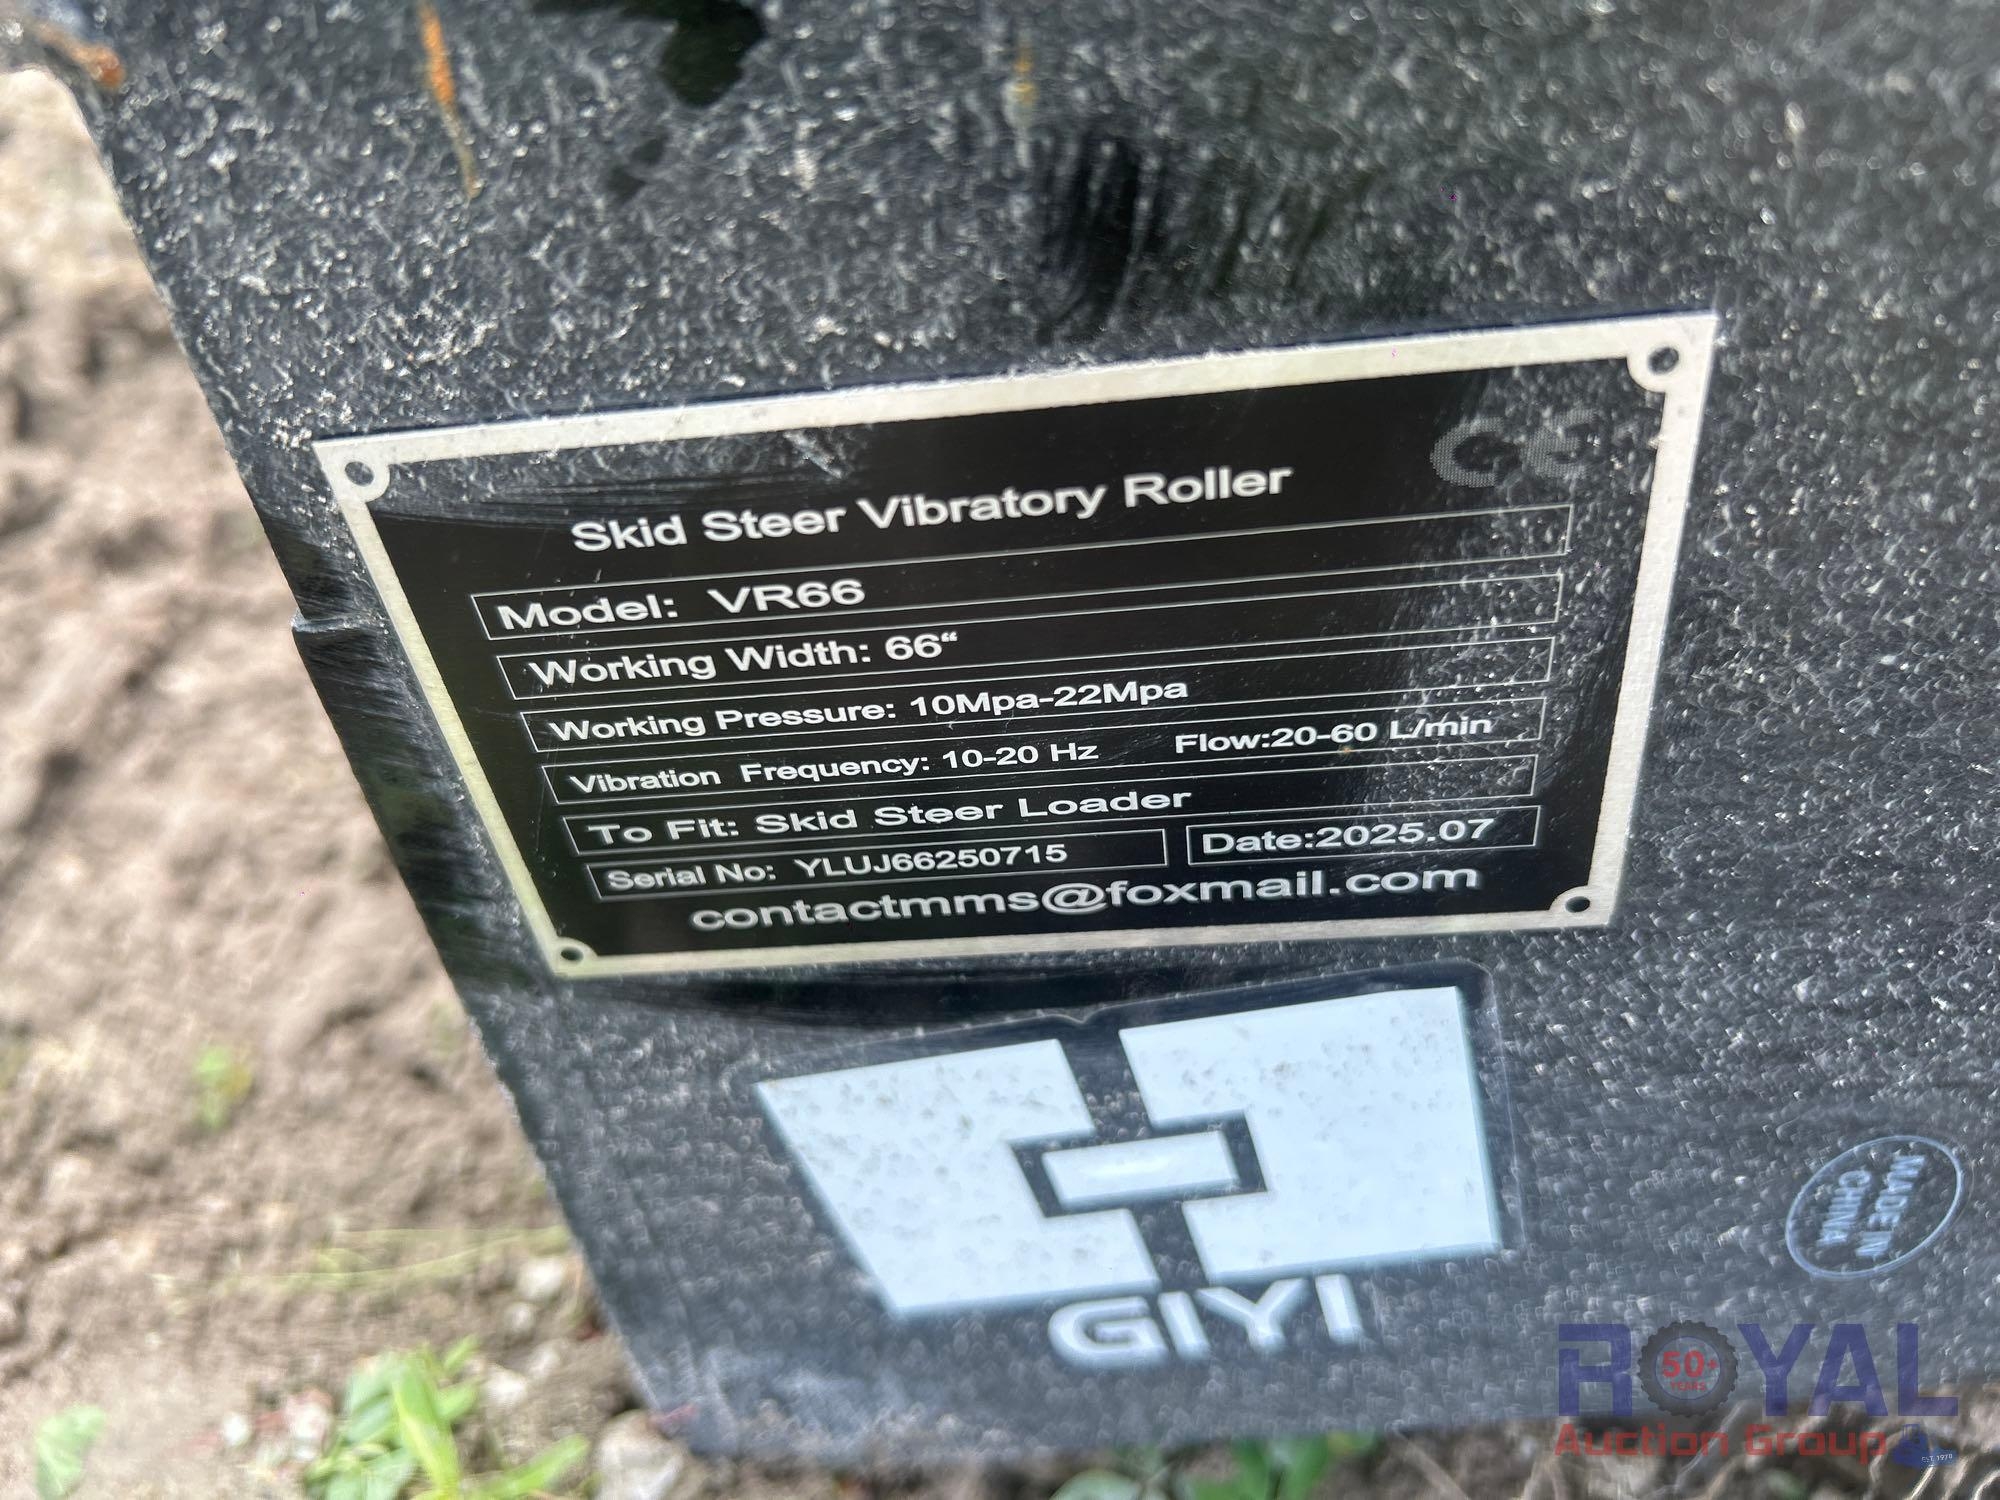 CE
Skid Steer Vibratory Roller
Model: VR66
Working Width: 66“
Working Pressure: 10Mpa-22Mpa
Vibration Frequency: 10-20 Hz Flow:20-60 L/min
To Fit: Skid Steer Loader
Serial No: YLUJ66250715 Date:2025.07
contactmms@foxmail.com
GIYI
MADE IN
CHINA
ROYAL
50+
YEARS
Auction Group
EST. 1970